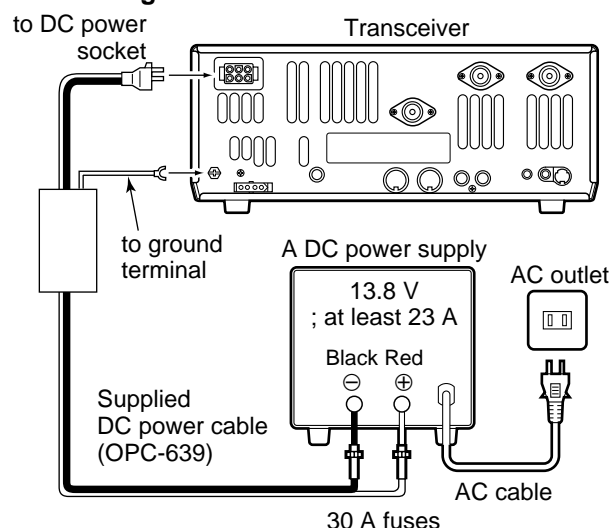 to DC power
socket
Transceiver
to ground
terminal
A DC power supply
13.8 V
; at least 23 A
Black Red
⊖ ⊕
AC outlet
Supplied
DC power cable
(OPC-639)
AC cable
30 A fuses